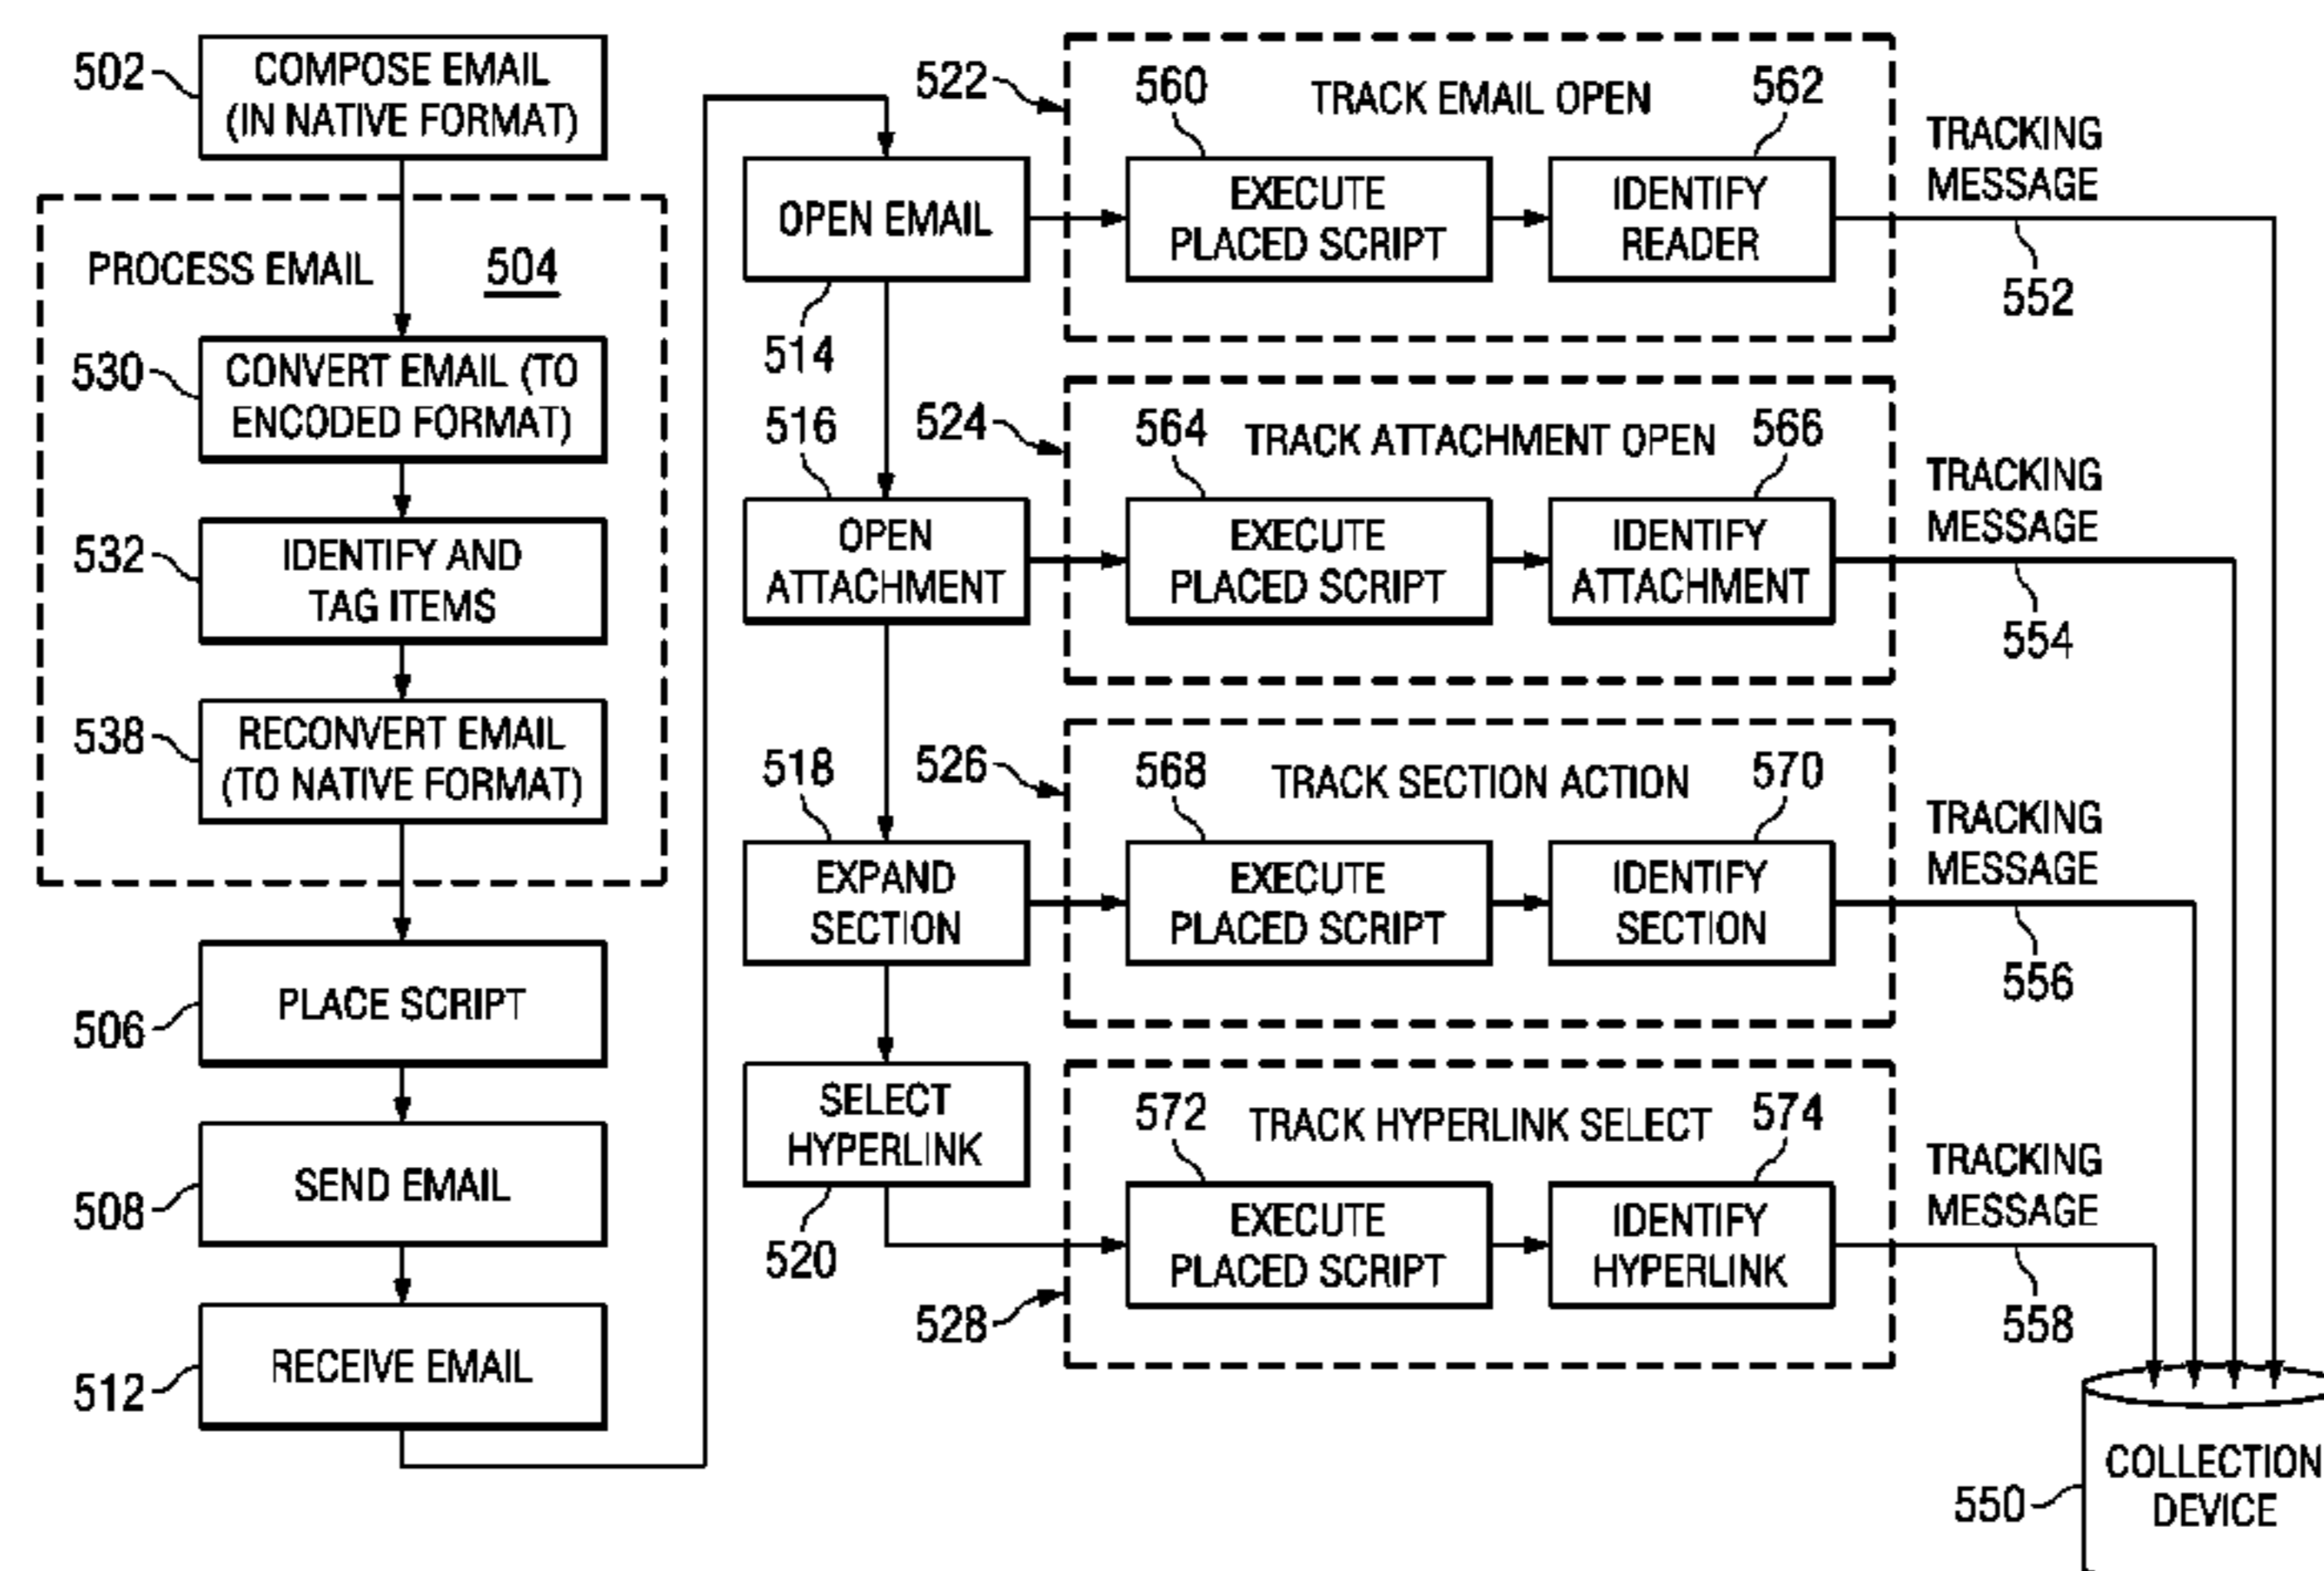 502
COMPOSE EMAIL
(IN NATIVE FORMAT)
PROCESS EMAIL 504
530
CONVERT EMAIL (TO
ENCODED FORMAT)
532
IDENTIFY AND
TAG ITEMS
538
RECONVERT EMAIL
(TO NATIVE FORMAT)
506
PLACE SCRIPT
508
SEND EMAIL
512
RECEIVE EMAIL
OPEN EMAIL
514
516
OPEN
ATTACHMENT
518
EXPAND
SECTION
SELECT
HYPERLINK
520
522
TRACK EMAIL OPEN
560
EXECUTE
PLACED SCRIPT
562
IDENTIFY
READER
TRACKING
MESSAGE
552
524
TRACK ATTACHMENT OPEN
564
EXECUTE
PLACED SCRIPT
566
IDENTIFY
ATTACHMENT
TRACKING
MESSAGE
554
526
TRACK SECTION ACTION
568
EXECUTE
PLACED SCRIPT
570
IDENTIFY
SECTION
TRACKING
MESSAGE
556
528
TRACK HYPERLINK SELECT
572
EXECUTE
PLACED SCRIPT
574
IDENTIFY
HYPERLINK
TRACKING
MESSAGE
558
550
COLLECTION
DEVICE